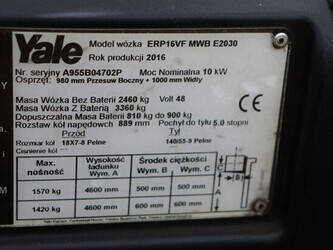 Yale
Model wózka ERP16VF MWB E2030
Rok produkcji 2016
Nr. seryjny A955B04702P Moc Nominalna 10 kW
Osprzęt: 980 mm Przesuw Boczny + 1000 mm Widły
Masa Wózka Bez Baterii 2460 kg Volt 48
Masa Wózka Z Baterią 3360 kg
Dopuszczalna Masa Baterii 810 kg do 900 kg
Rozstaw kół napędowych 889 mm Pochył do tyłu 5.0 stopni
Przód Tył
Rozmiar kół 18X7-8 Pełne 140/55-9 Pełne
Ciśnienie kół
Max. nośność Wysokość ładunku Wym. A Środek ciężkości
Wym. B Wym. C
1570 kg 4600 mm 500 mm 500 mm
1420 kg 4600 mm 600 mm 600 mm
A
B
C